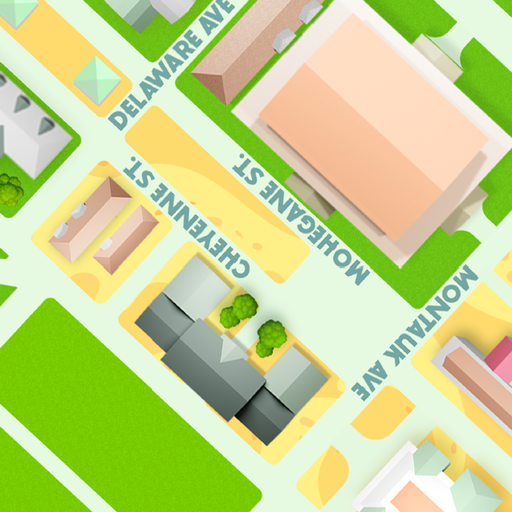 DELAWARE AVE
CHEYENNE ST.
MOHEGANE ST.
MONTAUK AVE